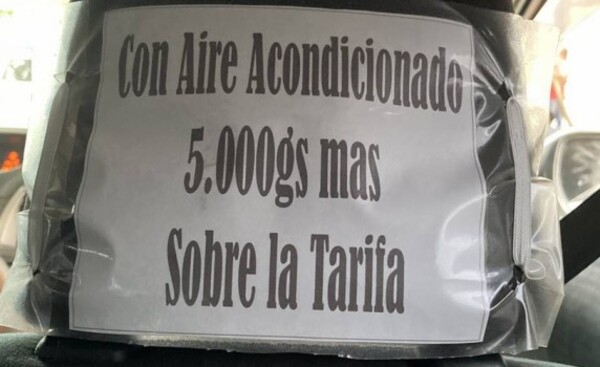 Con Aire Acondicionado
5.000gs mas
Sobre la Tarifa